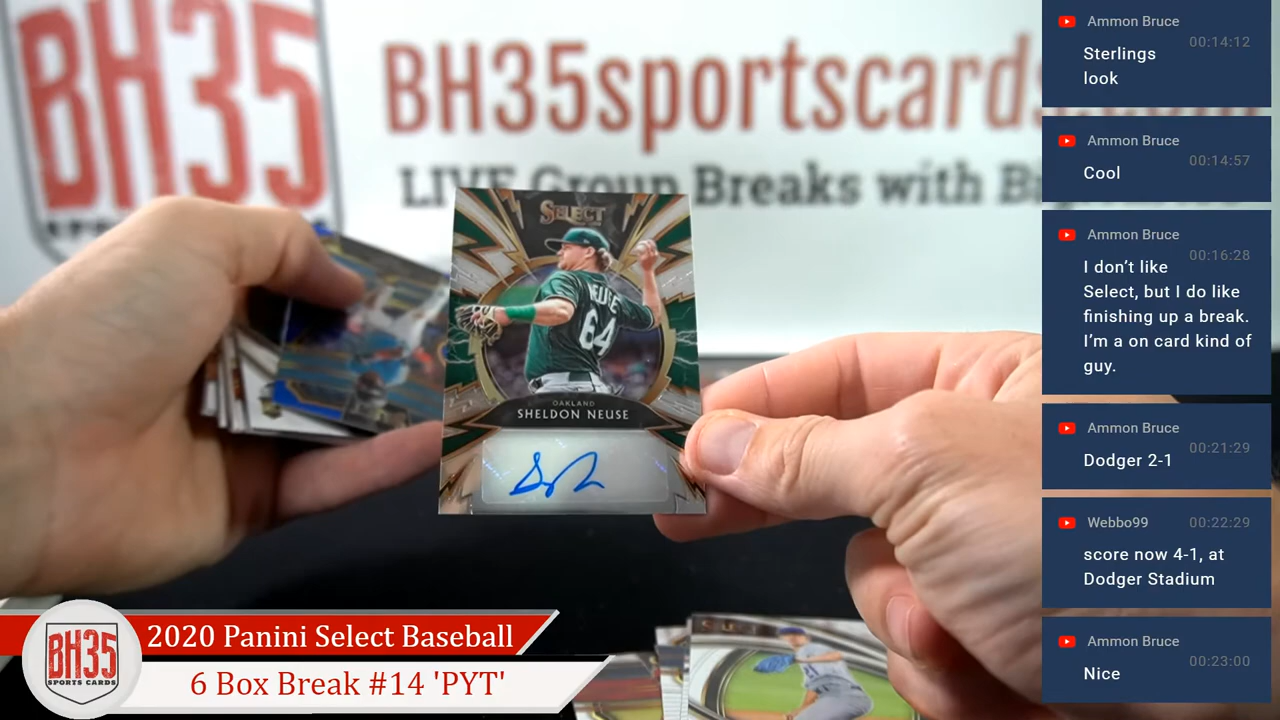 BH35
SPORTS CARDS
BH35sportscards
LIVE Group Breaks with
SELECT
NEUSE
64
OAKLAND
SHELDON NEUSE
2020 Panini Select Baseball
6 Box Break #14 'PYT'
BH35
SPORTS CARDS
Ammon Bruce
00:14:12
Sterlings
look
Ammon Bruce
00:14:57
Cool
Ammon Bruce
00:16:28
I don't like
Select, but I do like
finishing up a break.
I'm a on card kind of
guy.
Ammon Bruce
00:21:29
Dodger 2-1
Webbo99
00:22:29
score now 4-1, at
Dodger Stadium
Ammon Bruce
00:23:00
Nice